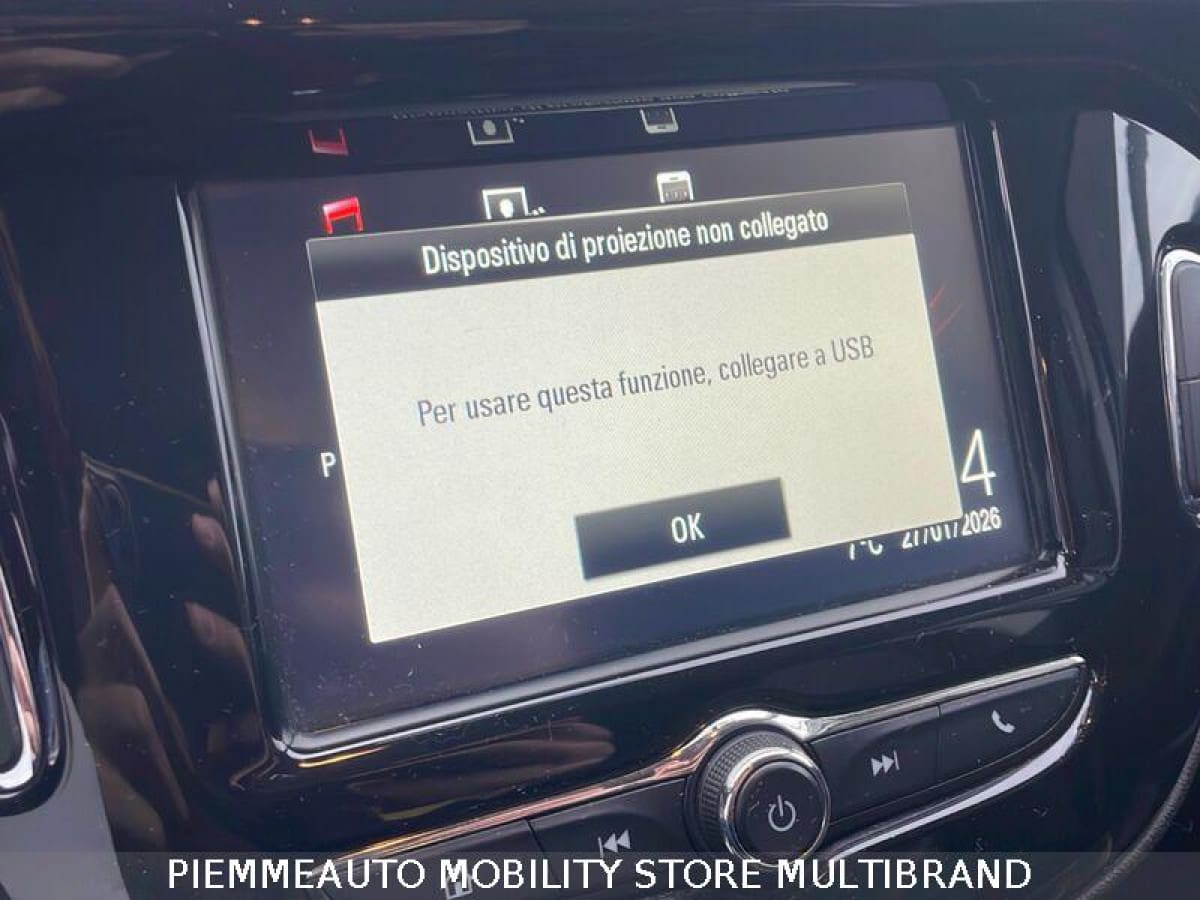 Dispositivo di proiezione non collegato
Per usare questa funzione, collegare a USB
P
4
OK
7°C 27/01/2026
PIEMMEAUTO MOBILITY STORE MULTIBRAND